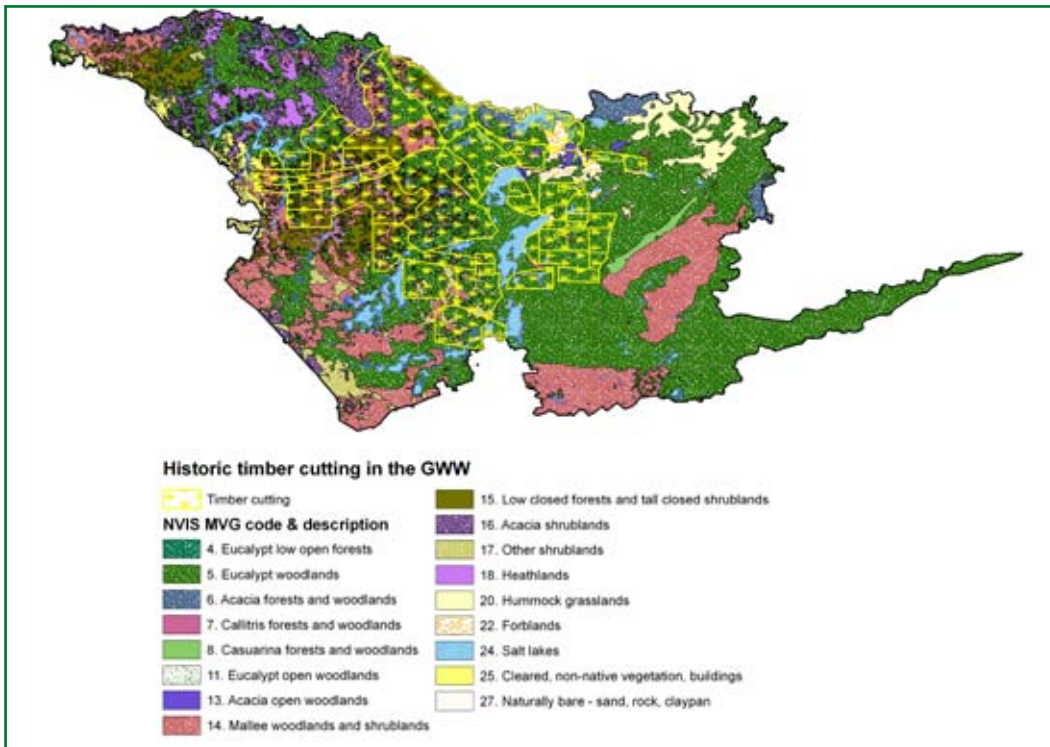 Historic timber cutting in the GWW
Timber cutting
NVIS MVG code & description
4. Eucalypt low open forests
5. Eucalypt woodlands
6. Acacia forests and woodlands
7. Callitris forests and woodlands
8. Casuarina forests and woodlands
11. Eucalypt open woodlands
13. Acacia open woodlands
14. Mallee woodlands and shrublands
15. Low closed forests and tall closed shrublands
16. Acacia shrublands
17. Other shrublands
18. Heathlands
20. Hummock grasslands
22. Forblands
24. Salt lakes
25. Cleared, non-native vegetation, buildings
27. Naturally bare - sand, rock, claypan